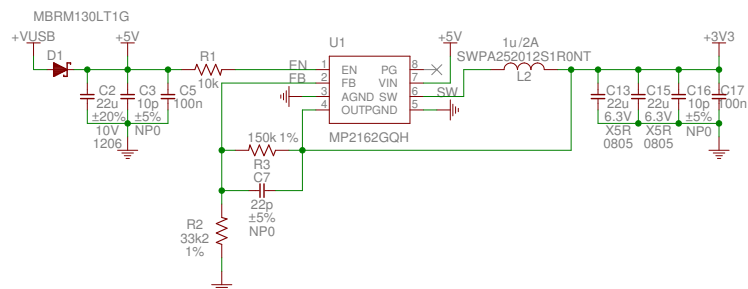 MBRM130LT1G
+VUSB
D1
+5V
C2
22u
±20%
10V
1206
C3
10p
±5%
NP0
C5
100n
R1
10k
EN
FB
U1
1
2
3
4
EN
FB
AGND
OUT
PG
VIN
SW
PGND
8
7
6
5
MP2162GQH
+5V
SW
1u/2A
SWPA252012S1R0NT
L2
+3V3
C13
22u
6.3V
X5R
0805
C15
22u
6.3V
X5R
0805
C16
10p
±5%
NP0
C17
100n
150k 1%
R3
C7
22p
±5%
NP0
R2
33k2
1%